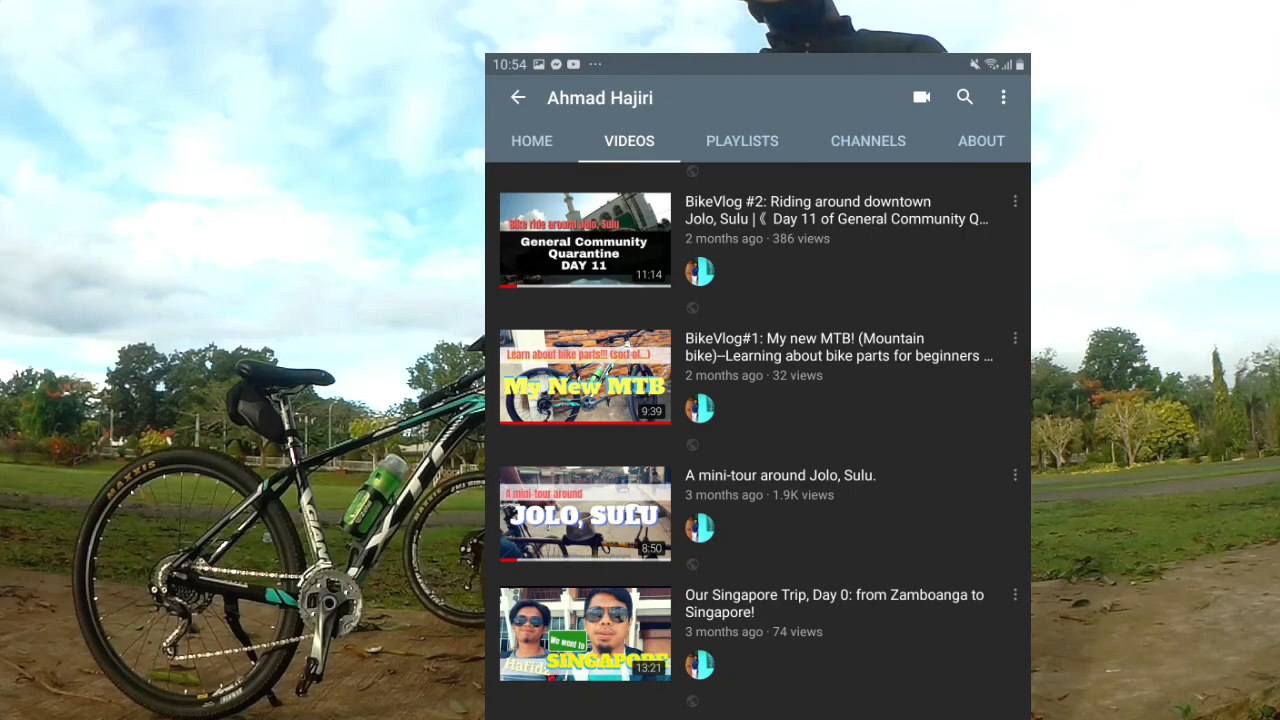 10:54
Ahmad Hajiri
HOME VIDEOS PLAYLISTS CHANNELS ABOUT
Bike ride around Jolo, Sulu
General Community
Quarantine
DAY 11
11:14
BikeVlog #2: Riding around downtown
Jolo, Sulu |《 Day 11 of General Community Q...
2 months ago · 386 views
Learn about bike parts!!! (sort of...)
My New MTB
9:39
BikeVlog#1: My new MTB! (Mountain
bike)--Learning about bike parts for beginners ...
2 months ago · 32 views
A mini-tour around
JOLO, SULU
8:50
A mini-tour around Jolo, Sulu.
3 months ago · 1.9K views
We went to
SINGAPORE
Hafidz
13:21
Our Singapore Trip, Day 0: from Zamboanga to
Singapore!
3 months ago · 74 views
MAXXIS